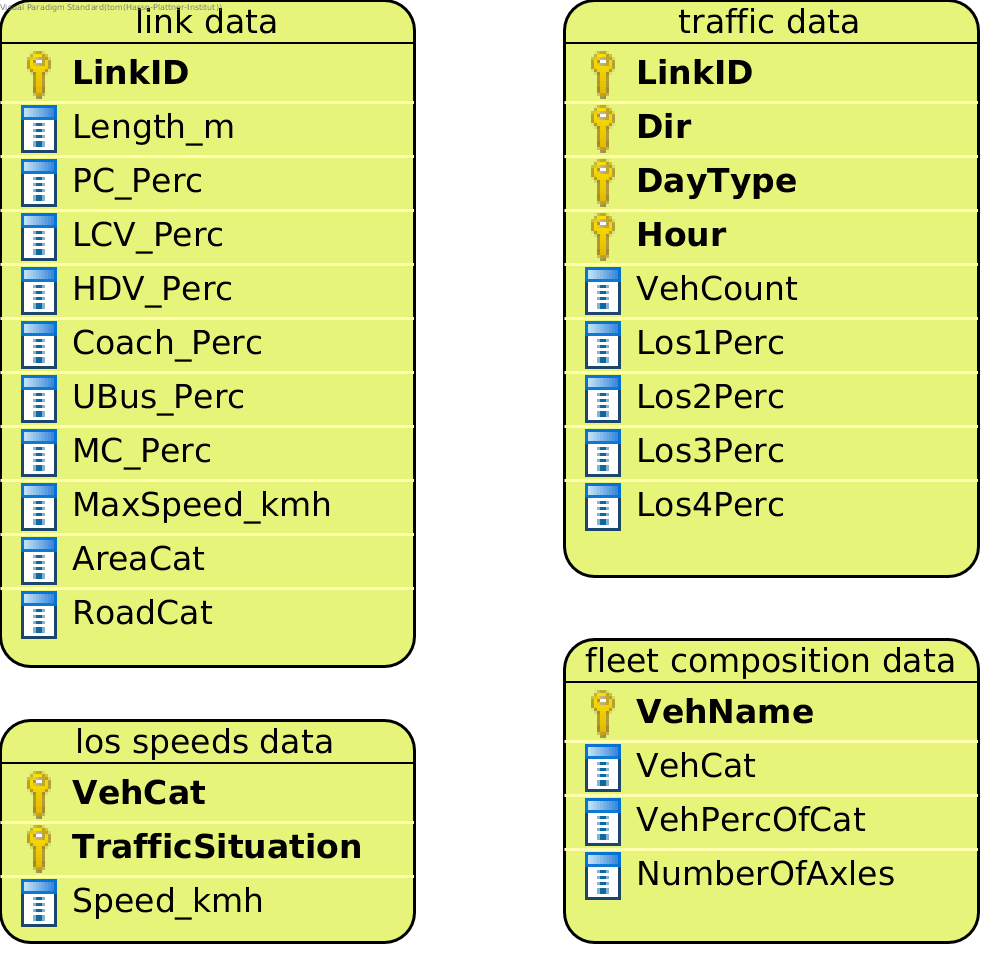 Visual Paradigm Standard(tom(Hasso-Plattner-Institut))
link data
LinkID
Length_m
PC_Perc
LCV_Perc
HDV_Perc
Coach_Perc
UBus_Perc
MC_Perc
MaxSpeed_kmh
AreaCat
RoadCat
traffic data
LinkID
Dir
DayType
Hour
VehCount
Los1Perc
Los2Perc
Los3Perc
Los4Perc
los speeds data
VehCat
TrafficSituation
Speed_kmh
fleet composition data
VehName
VehCat
VehPercOfCat
NumberOfAxles